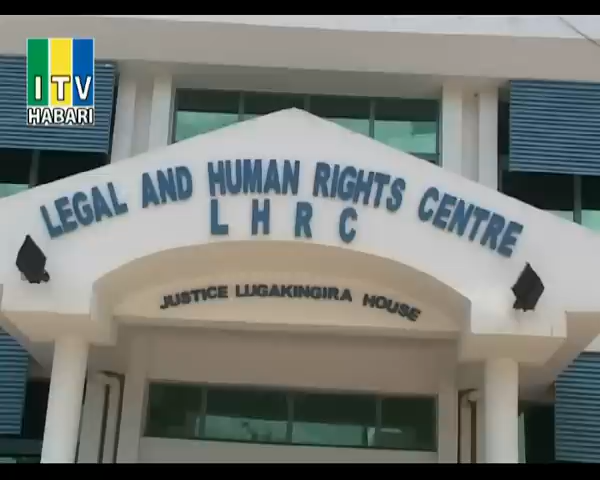 ITV
HABARI
LEGAL AND HUMAN RIGHTS CENTRE
LHRC
JUSTICE LUGAKINGIRA HOUSE